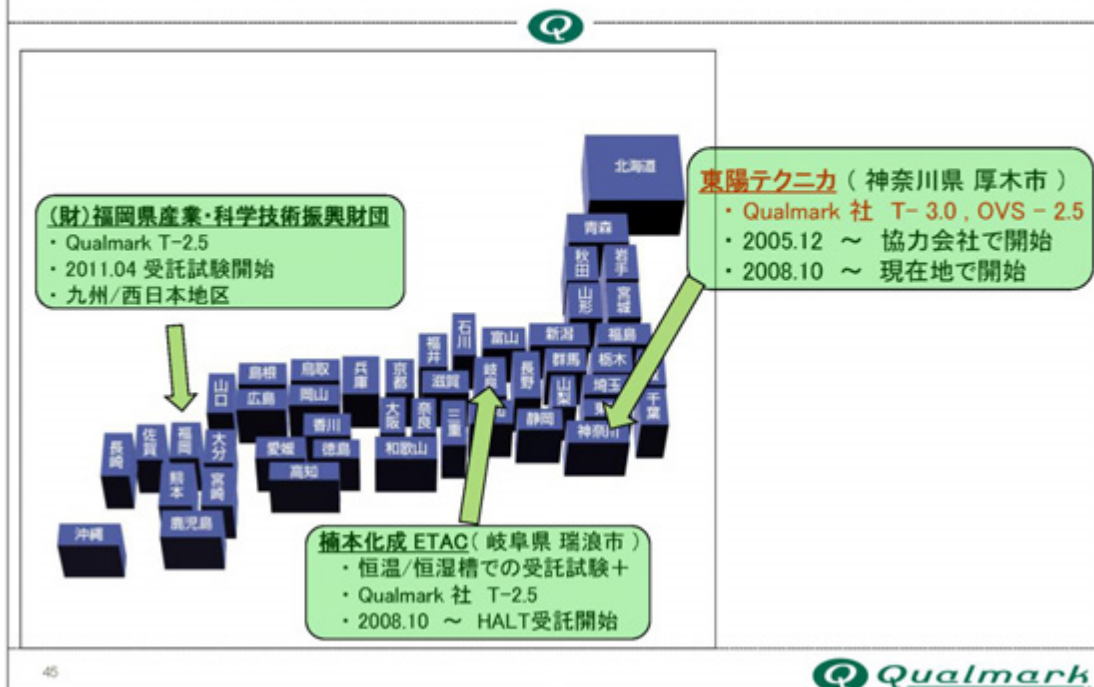 Q
北海道
東陽テクニカ ( 神奈川県 厚木市 )
・ Qualmark 社 T- 3.0 , OVS - 2.5
・ 2005.12 ～ 協力会社で開始
・ 2008.10 ～ 現在地で開始
(財)福岡県産業・科学技術振興財団
・ Qualmark T-2.5
・ 2011.04 受託試験開始
・ 九州/西日本地区
青森
秋田
岩手
山形
宮城
石川
福井
富山
新潟
福島
群馬
栃木
山口
島根
広島
鳥取
岡山
兵庫
京都
滋賀
岐阜
長野
山梨
埼玉
千葉
香川
大阪
奈良
三重
静岡
神奈川
長崎
佐賀
福岡
大分
愛媛
徳島
和歌山
高知
熊本
宮崎
沖縄
鹿児島
楠本化成 ETAC( 岐阜県 瑞浪市 )
・ 恒温/恒湿槽での受託試験＋
・ Qualmark 社 T-2.5
・ 2008.10 ～ HALT受託開始
45
Q Qualmark